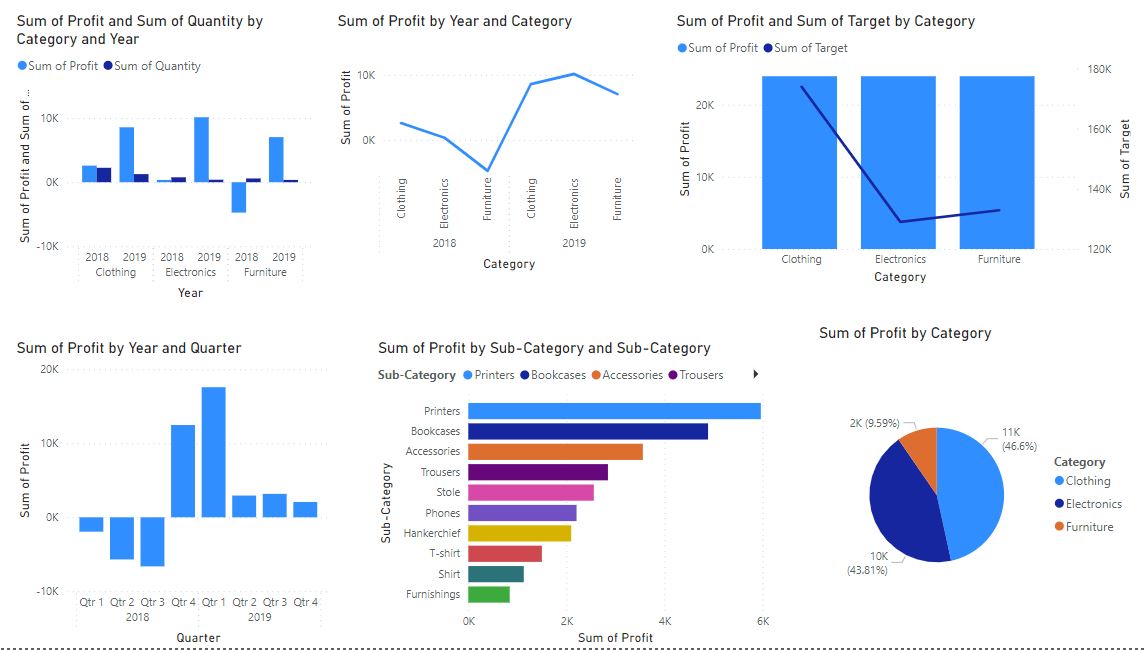 Sum of Profit and Sum of Quantity by
Category and Year
Sum of Profit Sum of Quantity
Sum of Profit and Sum of ...
10K
0K
-10K
2018 2019 2018 2019 2018 2019
Clothing Electronics Furniture
Year
Sum of Profit by Year and Category
Sum of Profit
10K
0K
Clothing Electronics Furniture Clothing Electronics Furniture
2018 2019
Category
Sum of Profit and Sum of Target by Category
Sum of Profit Sum of Target
Sum of Profit
20K
10K
0K
180K
160K
140K
120K
Sum of Target
Clothing Electronics Furniture
Category
Sum of Profit by Year and Quarter
Sum of Profit
20K
10K
0K
-10K
Qtr 1 Qtr 2 Qtr 3 Qtr 4 Qtr 1 Qtr 2 Qtr 3 Qtr 4
2018 2019
Quarter
Sum of Profit by Sub-Category and Sub-Category
Sub-Category Printers Bookcases Accessories Trousers
Sub-Category
Printers
Bookcases
Accessories
Trousers
Stole
Phones
Hankerchief
T-shirt
Shirt
Furnishings
0K 2K 4K 6K
Sum of Profit
Sum of Profit by Category
2K (9.59%)
11K
(46.6%)
10K
(43.81%)
Category
Clothing
Electronics
Furniture